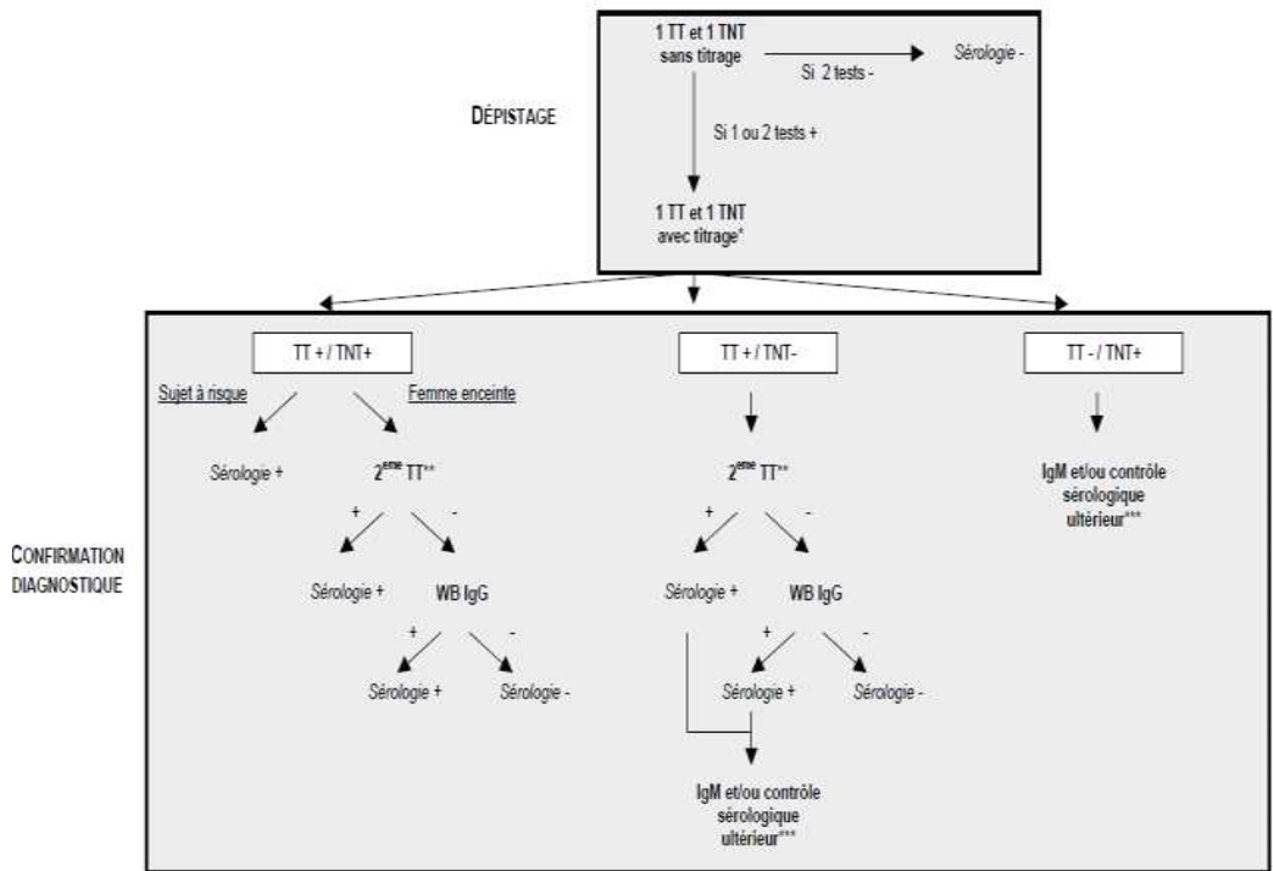 1 TT et 1 TNT
sans titrage
Si 2 tests -
Sérologie -
DÉPISTAGE
Si 1 ou 2 tests +
1 TT et 1 TNT
avec titrage*
TT + / TNT+
TT + / TNT-
TT - / TNT+
Sujet à risque
Femme enceinte
Sérologie +
2eme TT**
2eme TT**
IgM et/ou contrôle
sérologique
ultérieur***
+
-
+
-
CONFIRMATION
DIAGNOSTIQUE
Sérologie +
WB IgG
Sérologie +
WB IgG
+
-
+
-
Sérologie +
Sérologie -
Sérologie +
Sérologie -
IgM et/ou contrôle
sérologique
ultérieur***